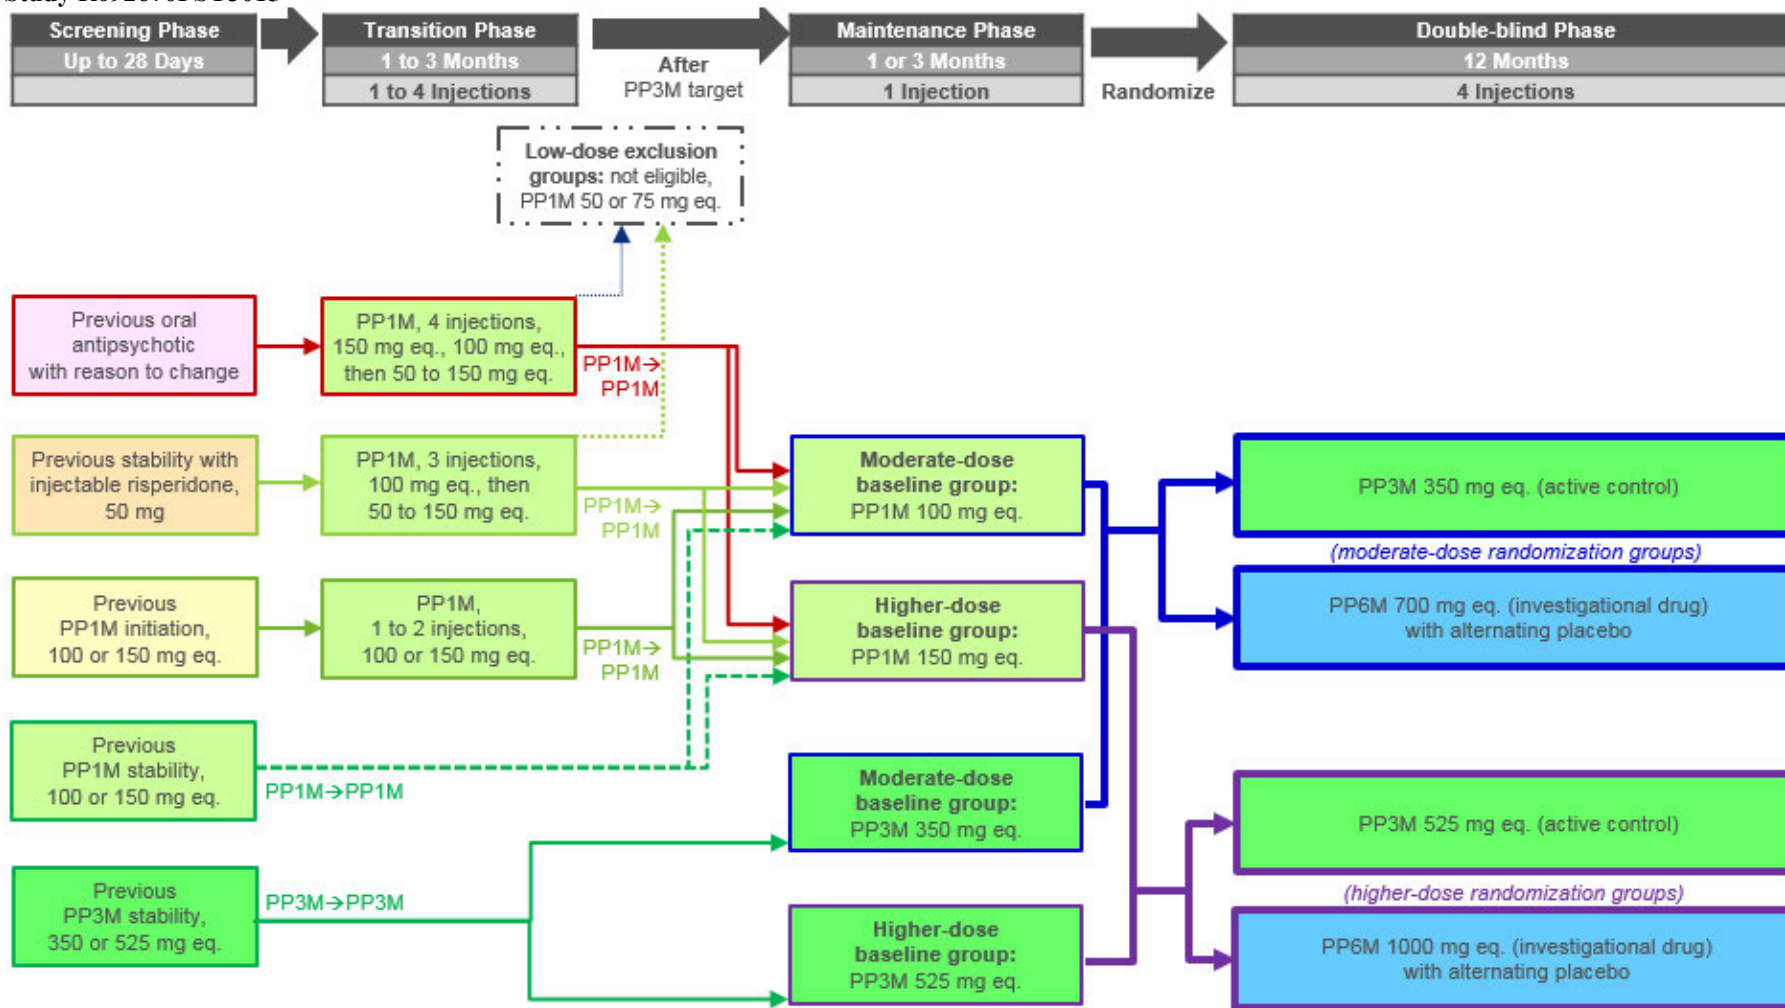 Screening Phase
Up to 28 Days
Transition Phase
1 to 3 Months
1 to 4 Injections
After
PP3M target
Maintenance Phase
1 or 3 Months
1 Injection
Randomize
Double-blind Phase
12 Months
4 Injections
Low-dose exclusion
groups: not eligible,
PP1M 50 or 75 mg eq.
Previous oral
antipsychotic
with reason to change
PP1M, 4 injections,
150 mg eq., 100 mg eq.,
then 50 to 150 mg eq.
PP1M→
PP1M
Previous stability with
injectable risperidone,
50 mg
PP1M, 3 injections,
100 mg eq., then
50 to 150 mg eq.
PP1M→
PP1M
Moderate-dose
baseline group:
PP1M 100 mg eq.
PP3M 350 mg eq. (active control)
(moderate-dose randomization groups)
PP6M 700 mg eq. (investigational drug)
with alternating placebo
Previous
PP1M initiation,
100 or 150 mg eq.
PP1M,
1 to 2 injections,
100 or 150 mg eq.
PP1M→
PP1M
Higher-dose
baseline group:
PP1M 150 mg eq.
Previous
PP1M stability,
100 or 150 mg eq.
PP1M→PP1M
Moderate-dose
baseline group:
PP3M 350 mg eq.
PP3M 525 mg eq. (active control)
(higher-dose randomization groups)
PP6M 1000 mg eq. (investigational drug)
with alternating placebo
Previous
PP3M stability,
350 or 525 mg eq.
PP3M→PP3M
Higher-dose
baseline group:
PP3M 525 mg eq.